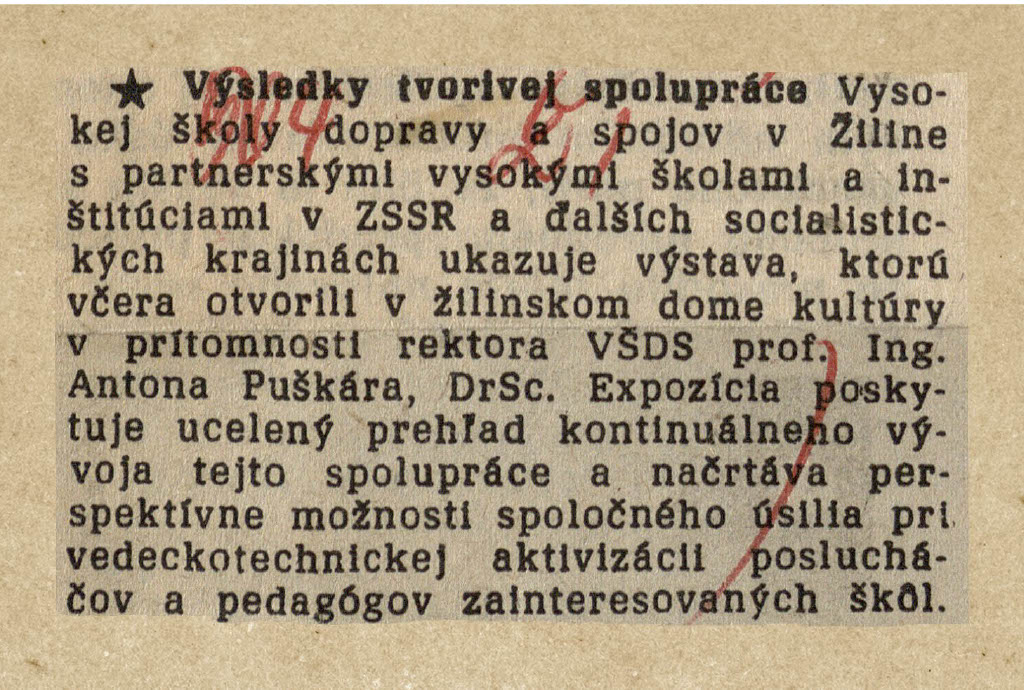 ★ Výsledky tvorivej spolupráce Vyso-
kej školy dopravy a spojov v Žiline
s partnerskými vysokými školami a in-
štitúciami v ZSSR a ďalších socialistic-
kých krajinách ukazuje výstava, ktorú
včera otvorili v žilinskom dome kultúry
v prítomnosti rektora VŠDS prof. Ing.
Antona Puškára, DrSc. Expozícia posky-
tuje ucelený prehľad kontinuálneho vý-
voja tejto spolupráce a načrtáva per-
spektívne možnosti spoločného úsilia pri
vedeckotechnickej aktivizácii poslucha-
čov a pedagógov zainteresovaných škôl.